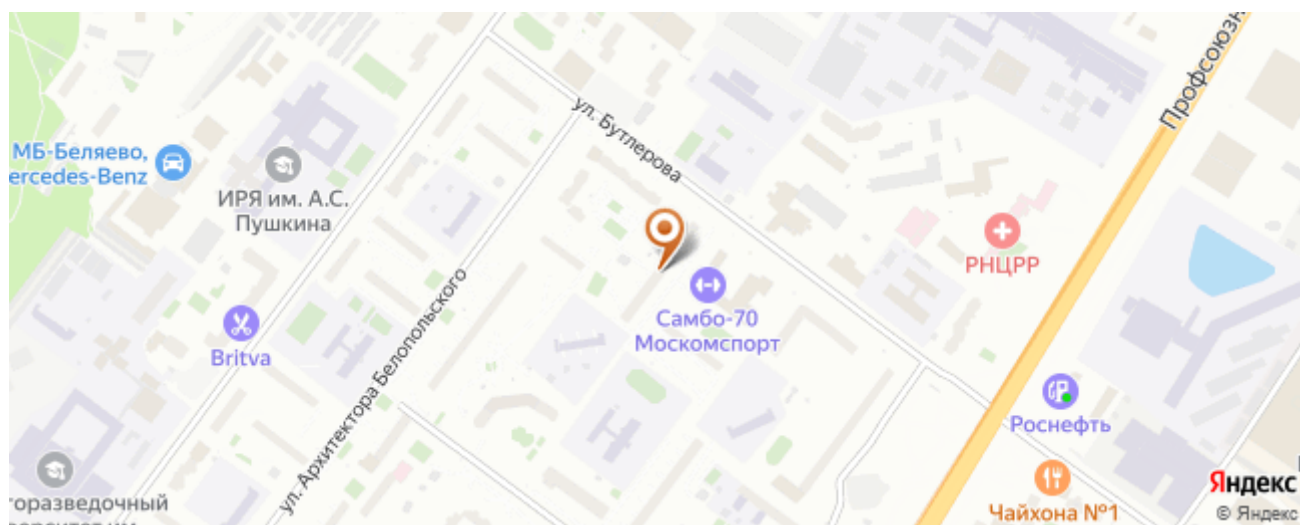 Профсоюзн
ул. Бутлерова
МБ-Беляево,
ercedes-Benz
ИРЯ им. А.С.
Пушкина
РНЦРР
Самбо-70
Москомспорт
Britva
ул. Архитектора Белопольского
Роснефть
горазведочный
Чайхона №1
Яндекс
© Яндекс